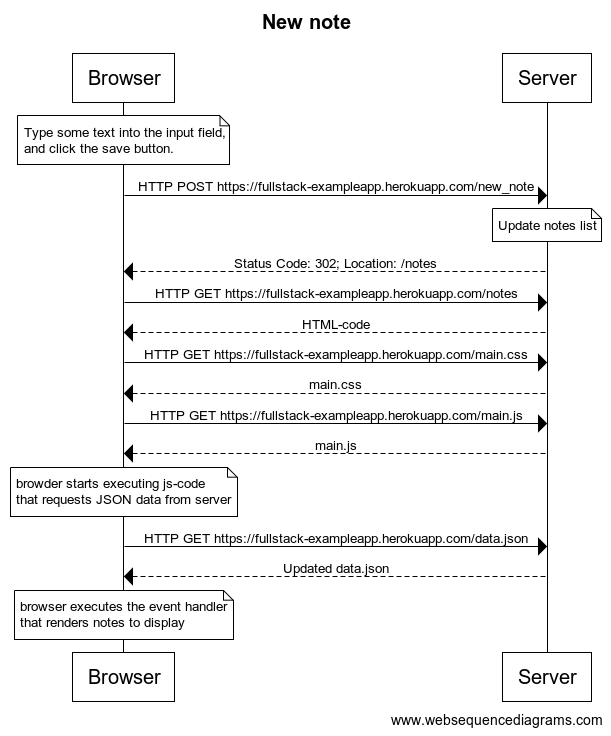 New note
Browser
Server
Type some text into the input field,
and click the save button.
HTTP POST https://fullstack-exampleapp.herokuapp.com/new_note
Update notes list
Status Code: 302; Location: /notes
HTTP GET https://fullstack-exampleapp.herokuapp.com/notes
HTML-code
HTTP GET https://fullstack-exampleapp.herokuapp.com/main.css
main.css
HTTP GET https://fullstack-exampleapp.herokuapp.com/main.js
main.js
browder starts executing js-code
that requests JSON data from server
HTTP GET https://fullstack-exampleapp.herokuapp.com/data.json
Updated data.json
browser executes the event handler
that renders notes to display
Browser
Server
www.websequencediagrams.com